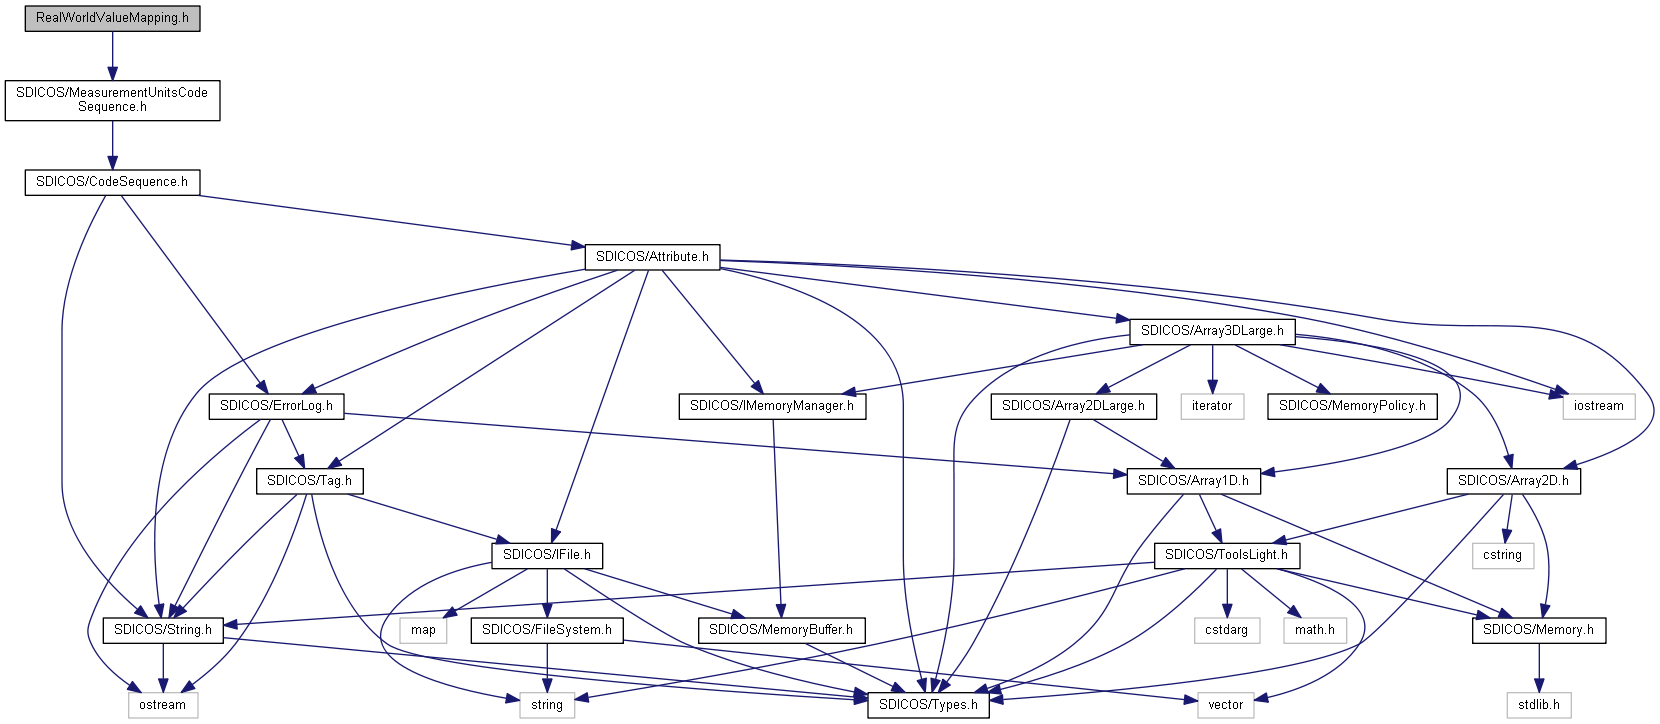 RealWorldValueMapping.h
SDICOS/MeasurementUnitsCode
Sequence.h
SDICOS/CodeSequence.h
SDICOS/Attribute.h
SDICOS/Array3DLarge.h
SDICOS/ErrorLog.h
SDICOS/IMemoryManager.h
SDICOS/Array2DLarge.h
iterator
SDICOS/MemoryPolicy.h
iostream
SDICOS/Tag.h
SDICOS/Array1D.h
SDICOS/Array2D.h
SDICOS/IFile.h
SDICOS/ToolsLight.h
cstring
SDICOS/String.h
map
SDICOS/FileSystem.h
SDICOS/MemoryBuffer.h
cstdarg
math.h
SDICOS/Memory.h
ostream
string
SDICOS/Types.h
vector
stdlib.h